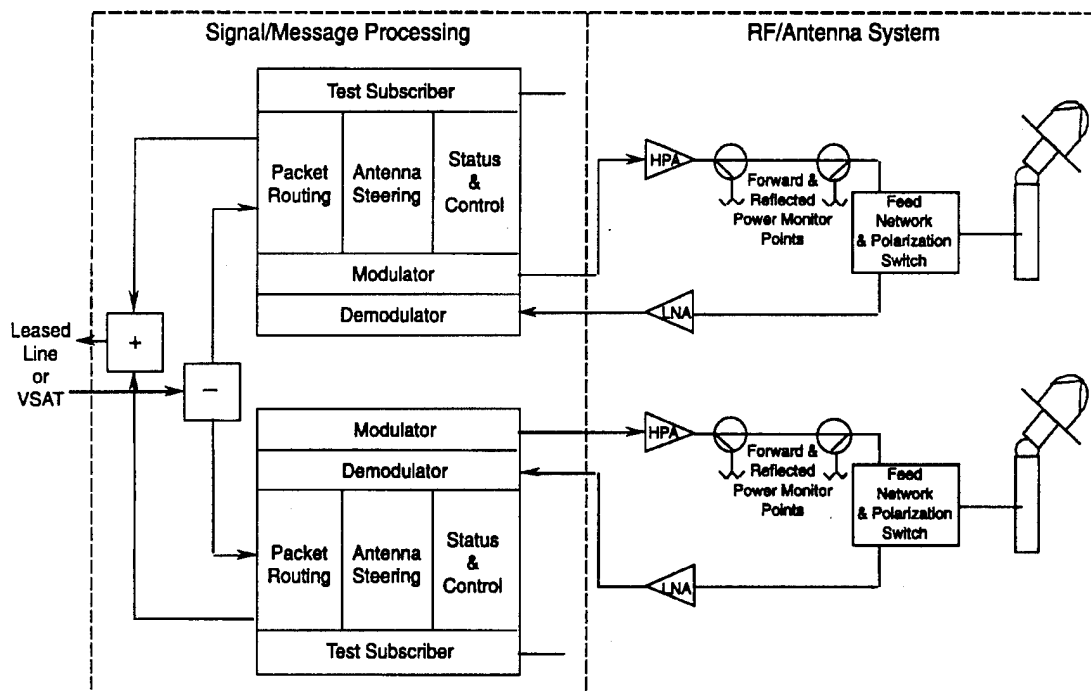 Signal/Message Processing
RF/Antenna System
Test Subscriber
Packet
Routing
Antenna
Steering
Status
&
Control
Modulator
Demodulator
HPA
Forward &
Reflected
Power Monitor
Points
Feed
Network
& Polarization
Switch
LNA
Leased
Line
or
VSAT
+
−
Modulator
Demodulator
Packet
Routing
Antenna
Steering
Status
&
Control
Test Subscriber
HPA
Forward &
Reflected
Power Monitor
Points
Feed
Network
& Polarization
Switch
LNA